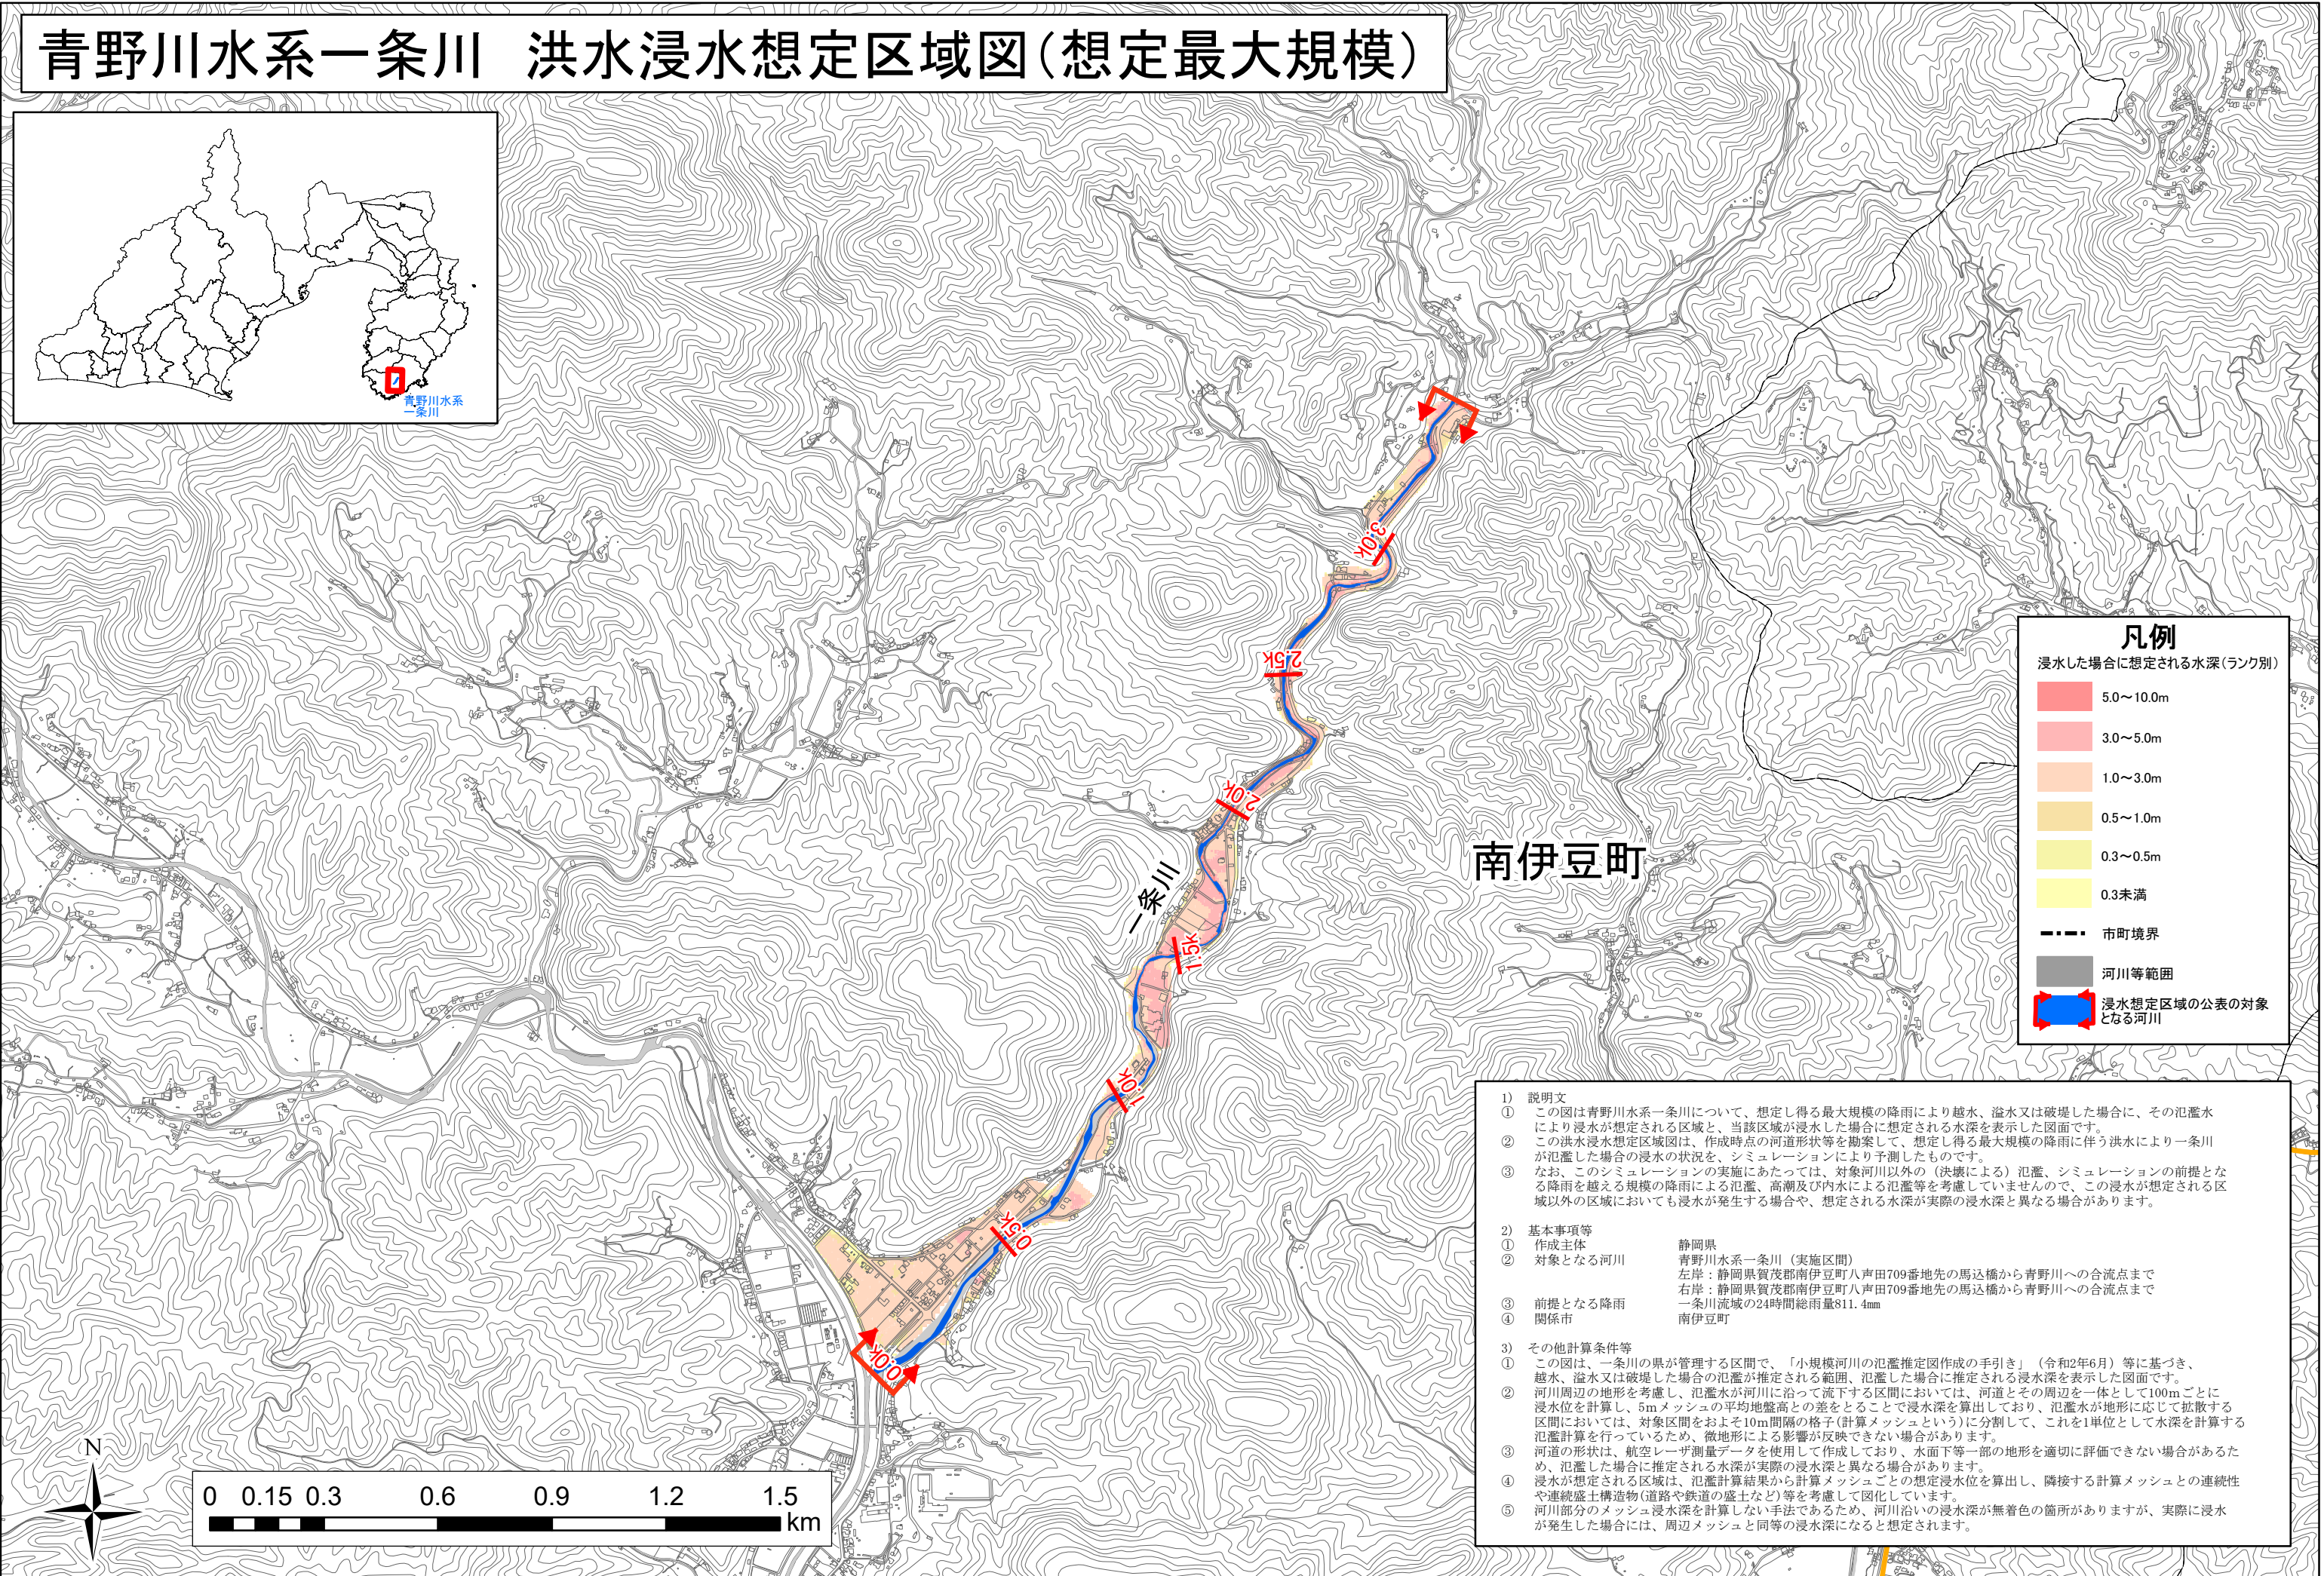 青野川水系一条川　洪水浸水想定区域図(想定最大規模)
青野川水系
一条川
3.0k
2.5k
2.0k
南伊豆町
一条川
1.5k
1.0k
0.5k
0.0k
凡例
浸水した場合に想定される水深(ランク別)
5.0～10.0m
3.0～5.0m
1.0～3.0m
0.5～1.0m
0.3～0.5m
0.3未満
市町境界
河川等範囲
浸水想定区域の公表の対象
となる河川
1)　説明文
①　この図は青野川水系一条川について、想定し得る最大規模の降雨により越水、溢水又は破堤した場合に、その氾濫水
により浸水が想定される区域と、当該区域が浸水した場合に想定される水深を表示した図面です。
②　この洪水浸水想定区域図は、作成時点の河道形状等を勘案して、想定し得る最大規模の降雨に伴う洪水により一条川
が氾濫した場合の浸水の状況を、シミュレーションにより予測したものです。
③　なお、このシミュレーションの実施にあたっては、対象河川以外の（決壊による）氾濫、シミュレーションの前提とな
る降雨を越える規模の降雨による氾濫、高潮及び内水による氾濫等を考慮していませんので、この浸水が想定される区
域以外の区域においても浸水が発生する場合や、想定される水深が実際の浸水深と異なる場合があります。
2)　基本事項等
①　作成主体　静岡県
②　対象となる河川　青野川水系一条川（実施区間）
左岸：静岡県賀茂郡南伊豆町八声田709番地先の馬込橋から青野川への合流点まで
右岸：静岡県賀茂郡南伊豆町八声田709番地先の馬込橋から青野川への合流点まで
③　前提となる降雨　一条川流域の24時間総雨量811.4mm
④　関係市　南伊豆町
3)　その他計算条件等
①　この図は、一条川の県が管理する区間で、「小規模河川の氾濫推定図作成の手引き」（令和2年6月）等に基づき、
越水、溢水又は破堤した場合の氾濫が推定される範囲、氾濫した場合に推定される浸水深を表示した図面です。
②　河川周辺の地形を考慮し、氾濫水が河川に沿って流下する区間においては、河道とその周辺を一体として100mごとに
浸水位を計算し、5mメッシュの平均地盤高との差をとることで浸水深を算出しており、氾濫水が地形に応じて拡散する
区間においては、対象区間をおよそ10m間隔の格子(計算メッシュという)に分割して、これを1単位として水深を計算する
氾濫計算を行っているため、微地形による影響が反映できない場合があります。
③　河道の形状は、航空レーザ測量データを使用して作成しており、水面下等一部の地形を適切に評価できない場合があるた
め、氾濫した場合に推定される水深が実際の浸水深と異なる場合があります。
④　浸水が想定される区域は、氾濫計算結果から計算メッシュごとの想定浸水位を算出し、隣接する計算メッシュとの連続性
や連続盛土構造物(道路や鉄道の盛土など)等を考慮して図化しています。
⑤　河川部分のメッシュ浸水深を計算しない手法であるため、河川沿いの浸水深が無着色の箇所がありますが、実際に浸水
が発生した場合には、周辺メッシュと同等の浸水深になると想定されます。
N
0 0.15 0.3 0.6 0.9 1.2 1.5
km